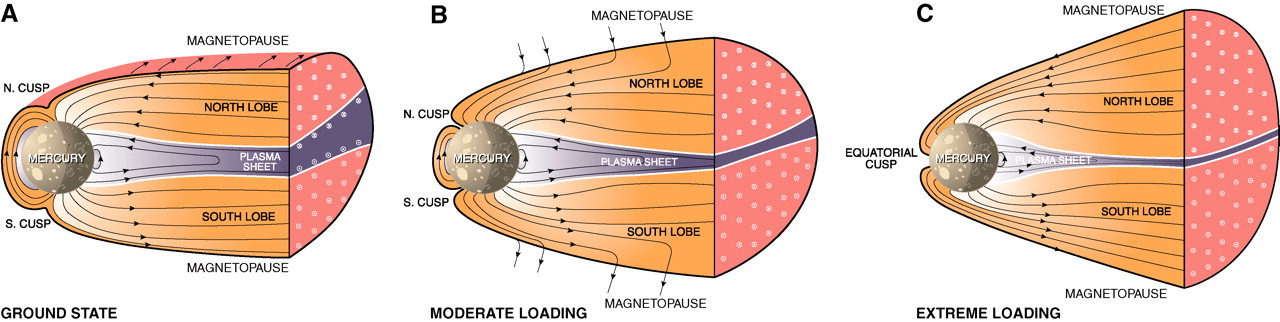 A
MAGNETOPAUSE
N. CUSP
NORTH LOBE
MERCURY
PLASMA
SHEET
SOUTH LOBE
S. CUSP
MAGNETOPAUSE
GROUND STATE
B
MAGNETOPAUSE
NORTH LOBE
N. CUSP
MERCURY
PLASMA SHEET
S. CUSP
SOUTH LOBE
MAGNETOPAUSE
MODERATE LOADING
C
MAGNETOPAUSE
NORTH LOBE
EQUATORIAL
CUSP
MERCURY
PLASMA SHEET
SOUTH LOBE
MAGNETOPAUSE
EXTREME LOADING